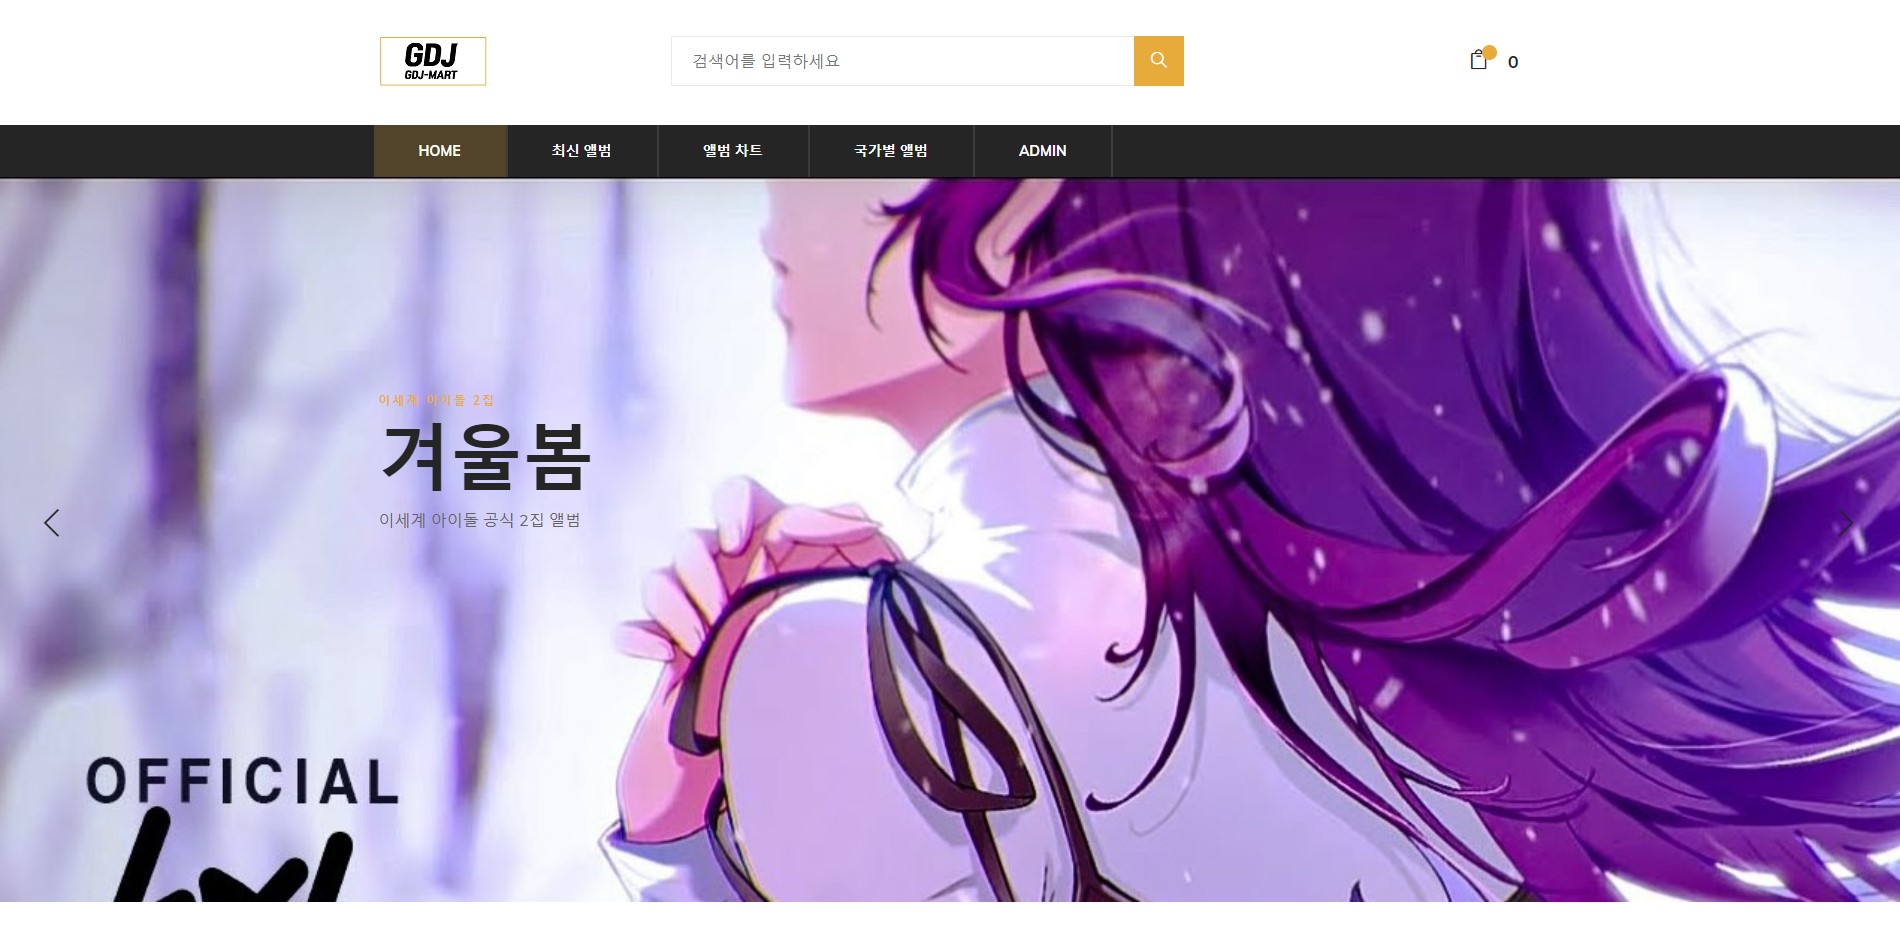 GDJ
GDJ-MART
검색어를 입력하세요
0
HOME
최신 앨범
앨범 차트
국가별 앨범
ADMIN
이세계 아이돌 2집
겨울봄
이세계 아이돌 공식 2집 앨범
OFFICIAL